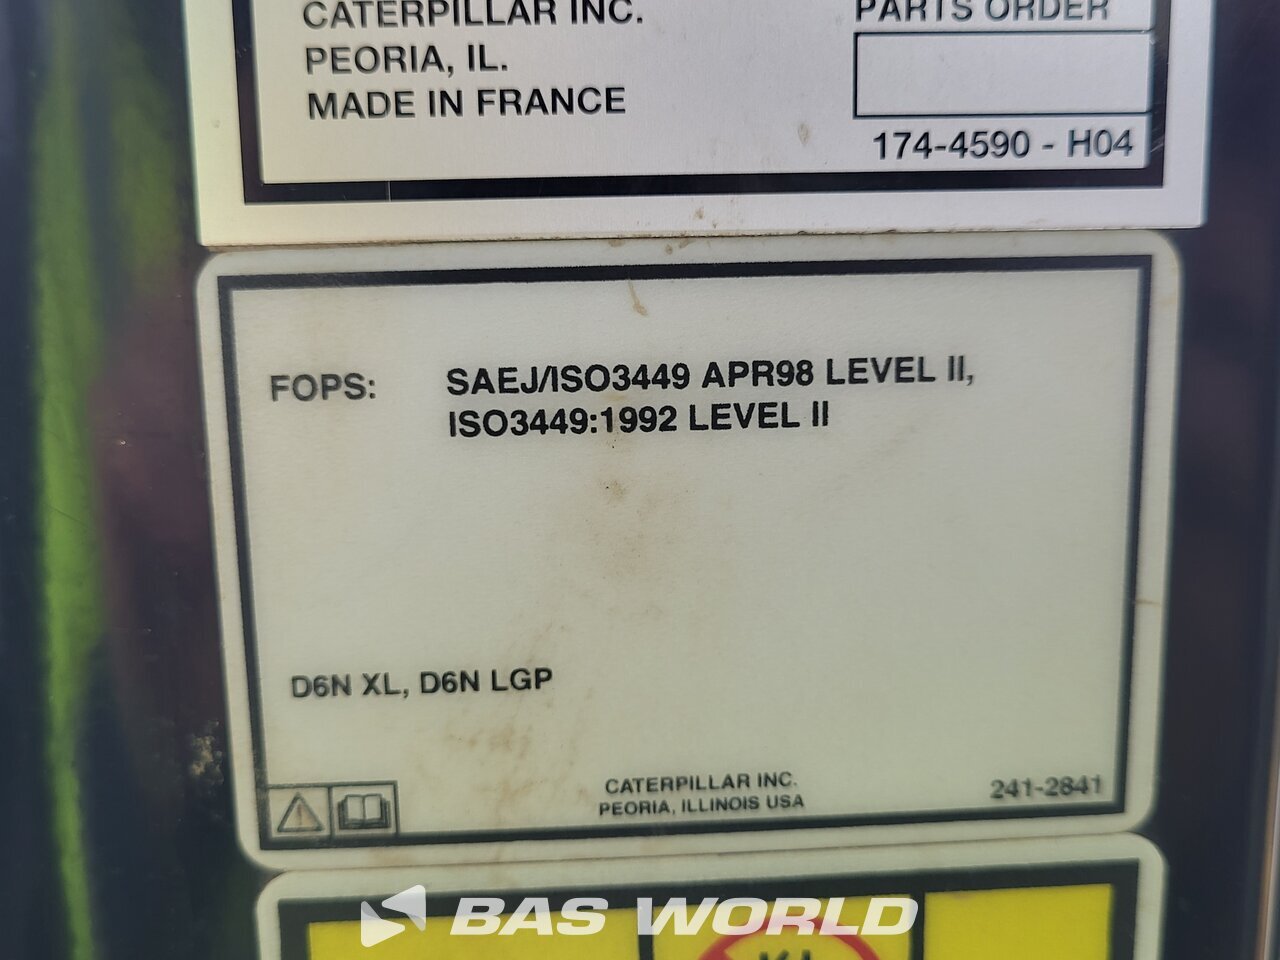 CATERPILLAR INC.
PEORIA, IL.
MADE IN FRANCE
PARTS ORDER
174-4590 - H04
FOPS:
SAEJ/ISO3449 APR98 LEVEL II,
ISO3449:1992 LEVEL II
D6N XL, D6N LGP
CATERPILLAR INC.
PEORIA, ILLINOIS USA
241-2841
BAS WORLD